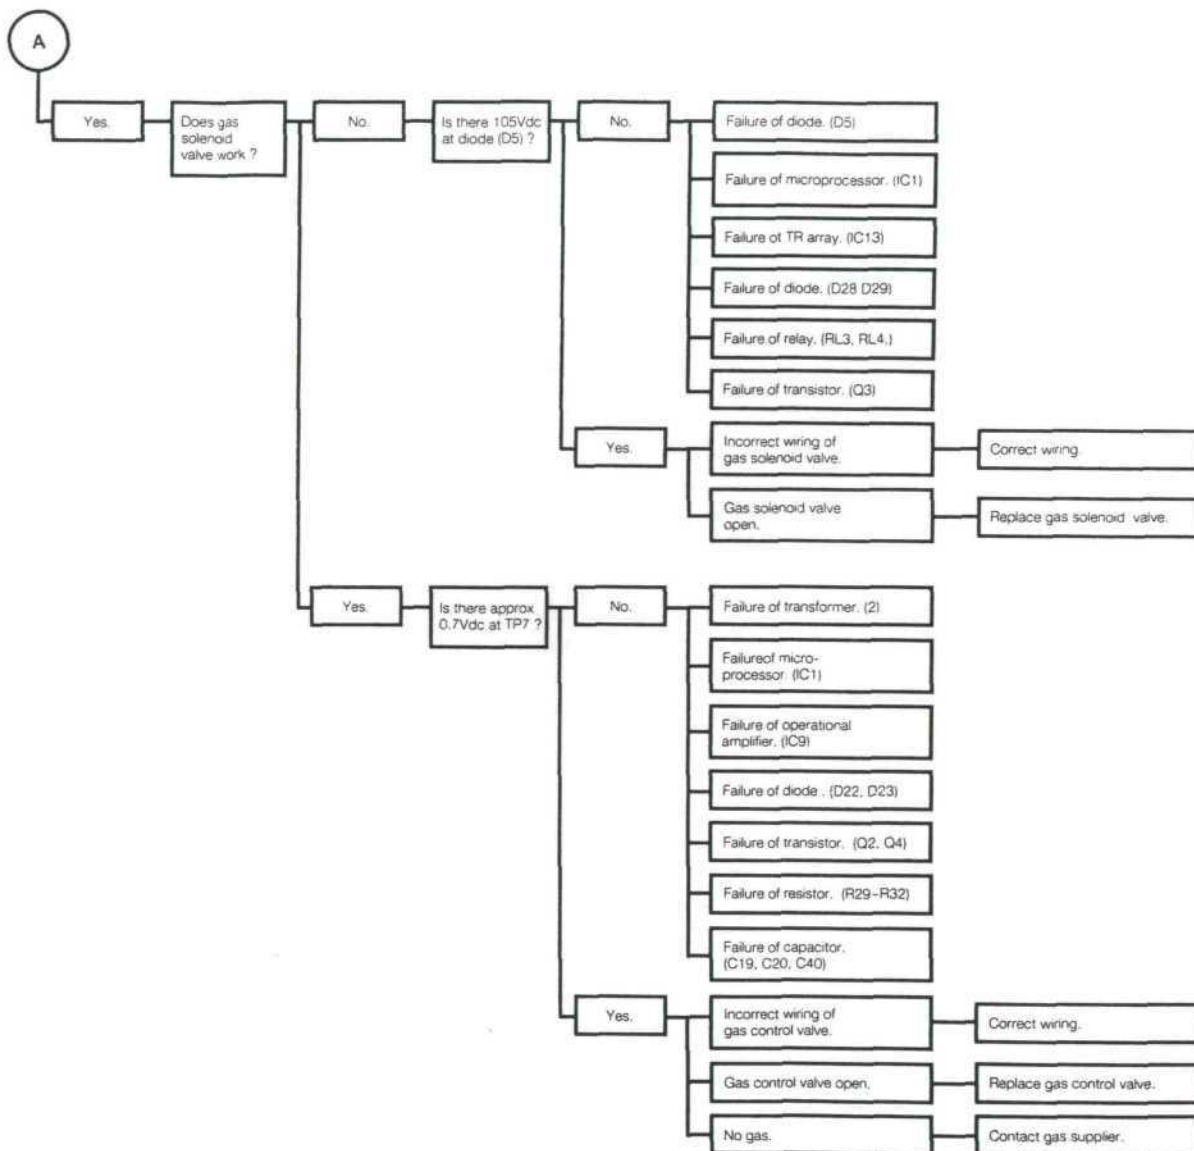 A
Yes.
Does gas
solenoid
valve work ?
No.
Is there 105Vdc
at diode (D5) ?
No.
Failure of diode. (D5)
Failure of microprocessor. (IC1)
Failure ot TR array. (IC13)
Failure of diode. (D28 D29)
Failure of relay. (RL3, RL4,)
Failure of transistor. (Q3)
Yes.
Incorrect wiring of
gas solenoid valve.
Correct wiring.
Gas solenoid valve
open.
Replace gas solenoid valve.
Yes.
Is there approx
0.7Vdc at TP7 ?
No.
Failure of transformer. (2)
Failureof micro-
processor. (IC1)
Failure of operational
amplifier. (IC9)
Failure of diode . (D22, D23)
Failure of transistor. (Q2, Q4)
Failure of resistor. (R29-R32)
Failure of capacitor.
(C19, C20, C40)
Yes.
Incorrect wiring of
gas control valve.
Correct wiring.
Gas control valve open.
Replace gas control valve.
No gas.
Contact gas supplier.